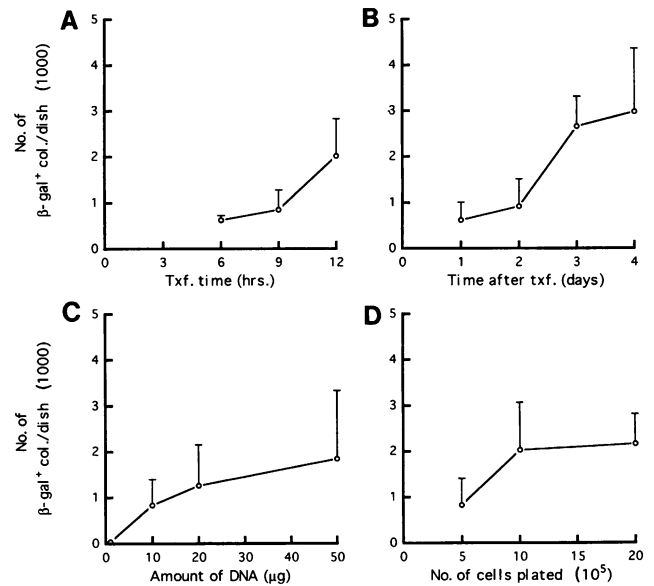 A
B
5
4
3
2
1
0
No. of
β-gal⁺ col./dish (1000)
0 3 6 9 12
Txf. time (hrs.)
5
4
3
2
1
0
0 1 2 3 4
Time after txf. (days)
C
D
5
4
3
2
1
0
No. of
β-gal⁺ col./dish (1000)
0 10 20 30 40 50
Amount of DNA (µg)
5
4
3
2
1
0
0 5 10 15 20
No. of cells plated (10⁵)